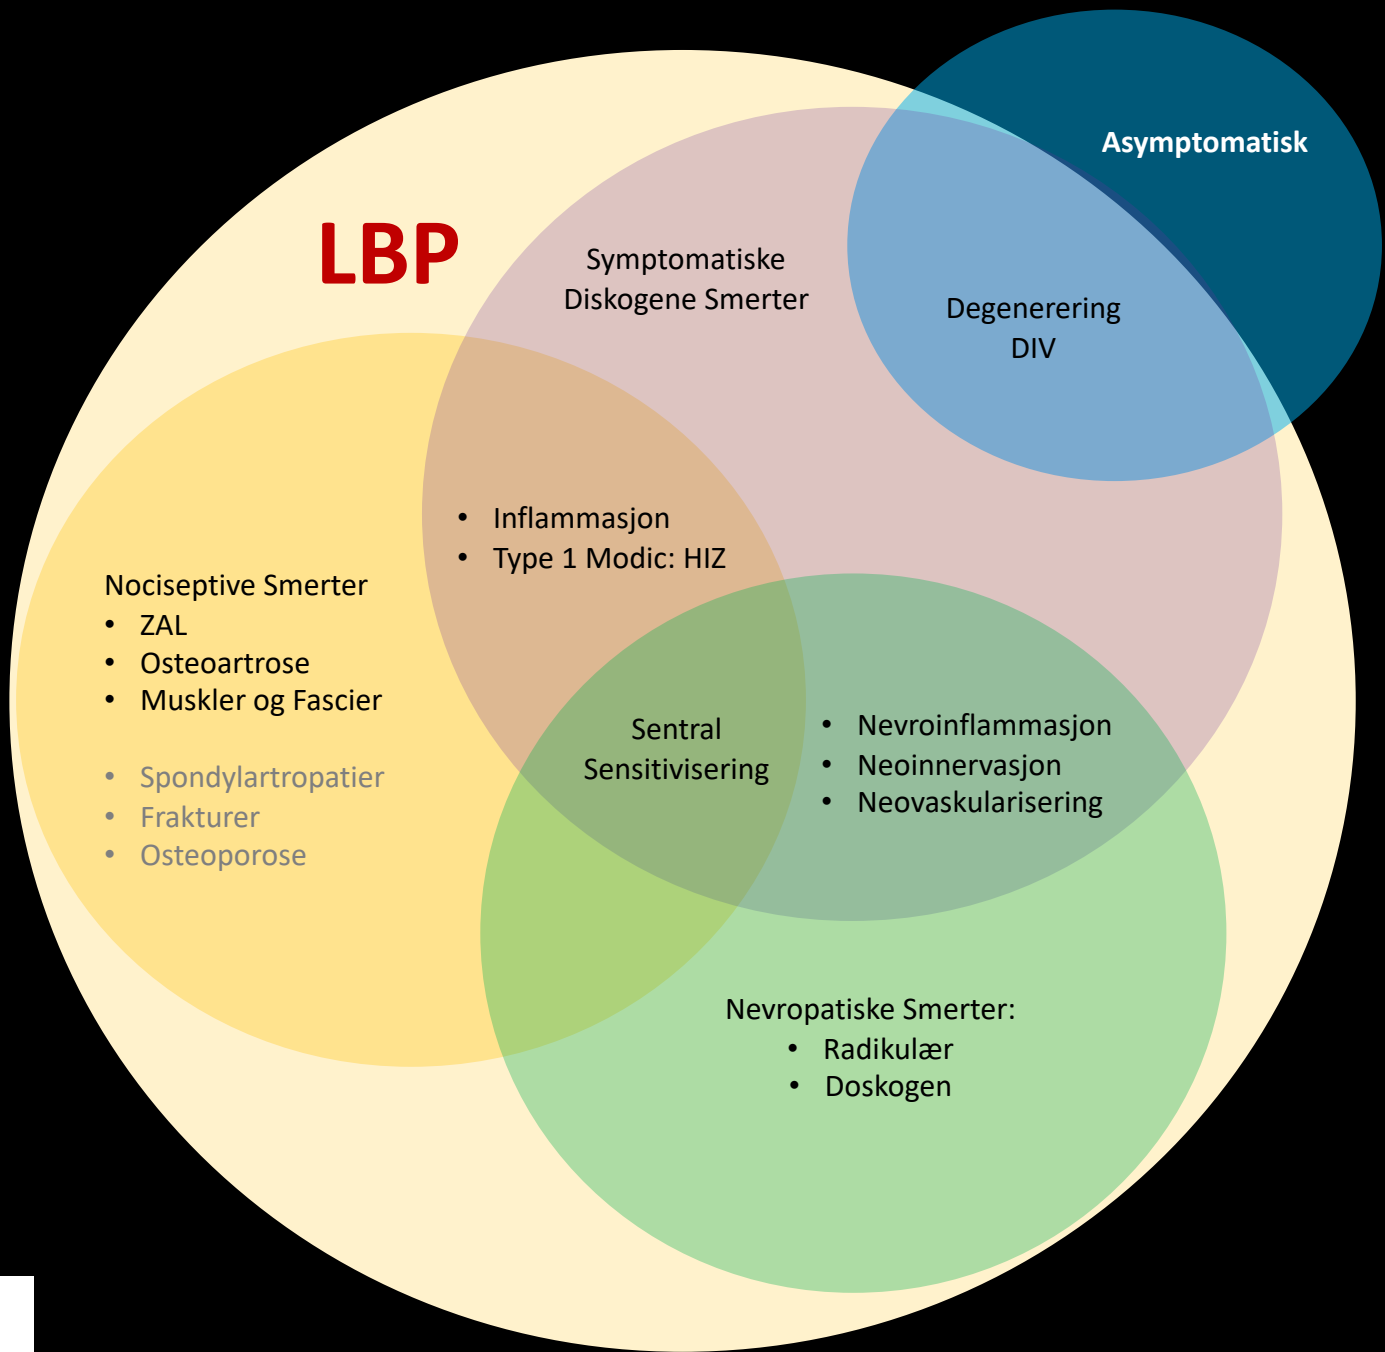 Asymptomatisk
LBP
Symptomatiske
Diskogene Smerter
Degenerering
DIV
• Inflammasjon
• Type 1 Modic: HIZ
Nociseptive Smerter
• ZAL
• Osteoartrose
• Muskler og Fascier
• Spondylartropatier
• Frakturer
• Osteoporose
Sentral
Sensitivisering
• Nevroinflammasjon
• Neoinnervasjon
• Neovaskularisering
Nevropatiske Smerter:
• Radikulær
• Doskogen